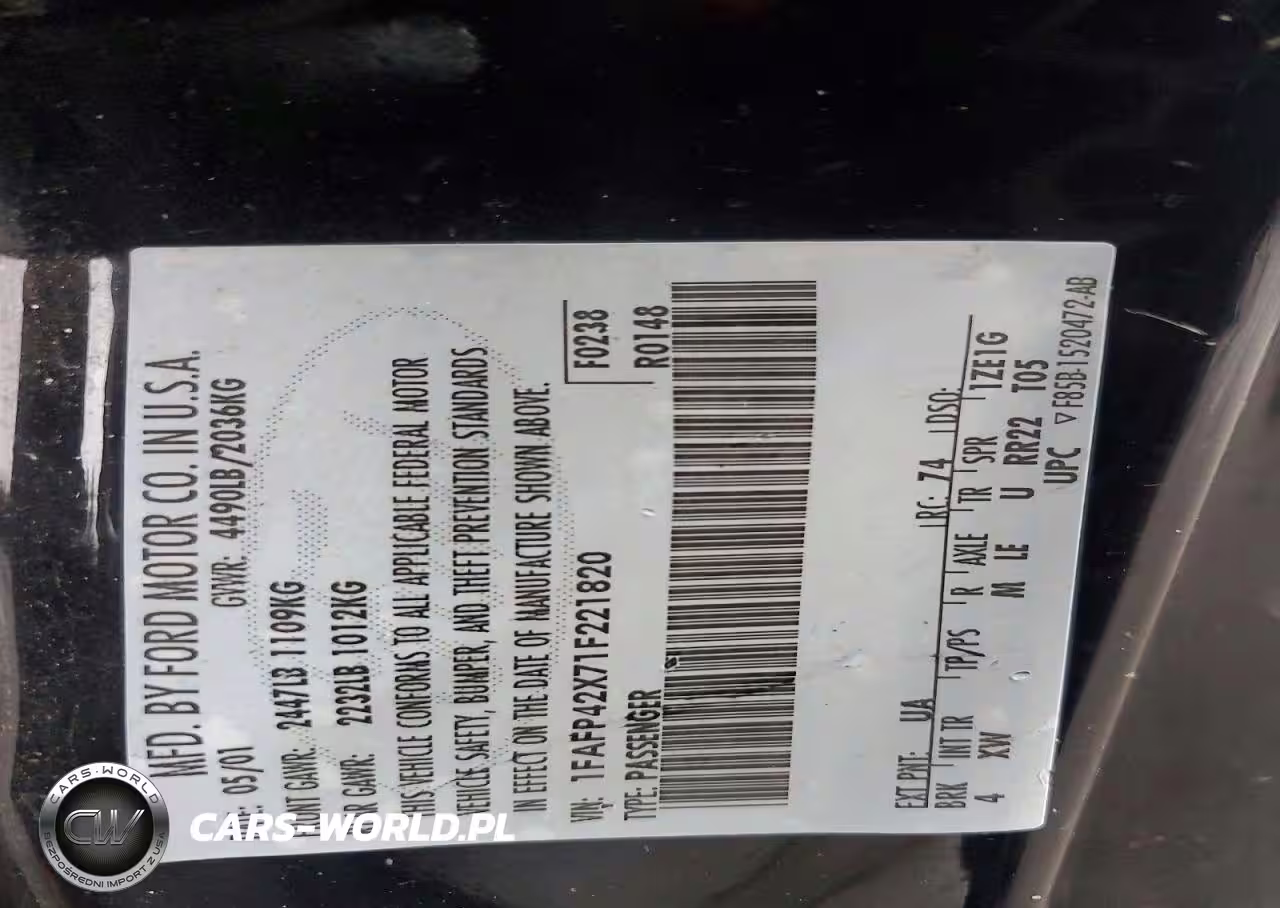 MFD. BY FORD MOTOR CO. IN U.S.A.
05/01 GVWR: 4490LB/2036KG
GAWR: 2447LB 1109KG
GAWR: 2232LB 1012KG
THIS VEHICLE CONFORMS TO ALL APPLICABLE FEDERAL MOTOR
VEHICLE SAFETY, BUMPER, AND THEFT PREVENTION STANDARDS
IN EFFECT ON THE DATE OF MANUFACTURE SHOWN ABOVE.
VIN: 1FAFP42X71F221820
F0238
TYPE: PASSENGER
R0148
EXT PNT: UA RC: 74 DSO:
BRK INT TR TP/PS R AXLE TR SPR 1ZE1G
4 XW M LE U RR22 T05
UPC ▽F85B-1520472-AB
CARS-WORLD
CW
BEZPOŚREDNI IMPORT Z USA
CARS-WORLD.PL